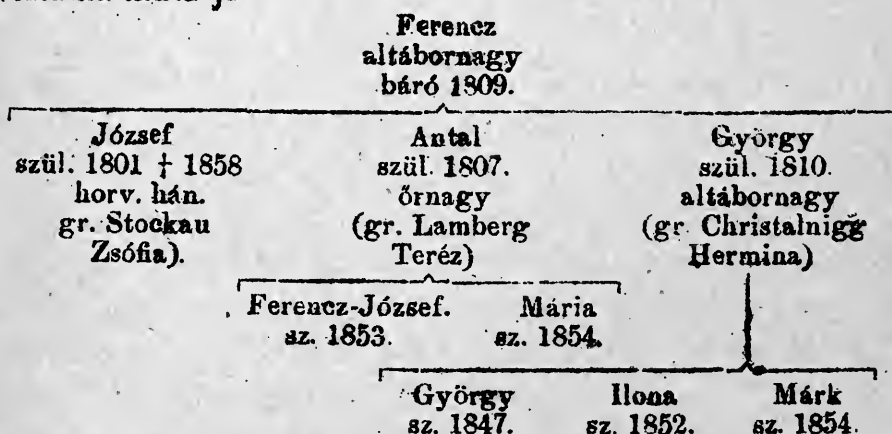 Ferencz
altábornagy
báró 1809.
József
szül. 1801 † 1858
horv. bán.
gr. Stockau
Zsófia).
Antal
szül. 1807.
őrnagy
(gr. Lamberg
Teréz)
György
szül. 1810.
altábornagy
(gr. Christalnigg
Hermina)
Ferencz-József.
sz. 1853.
Mária
sz. 1854.
György
sz. 1847.
Ilona
sz. 1852.
Márk
sz. 1854.